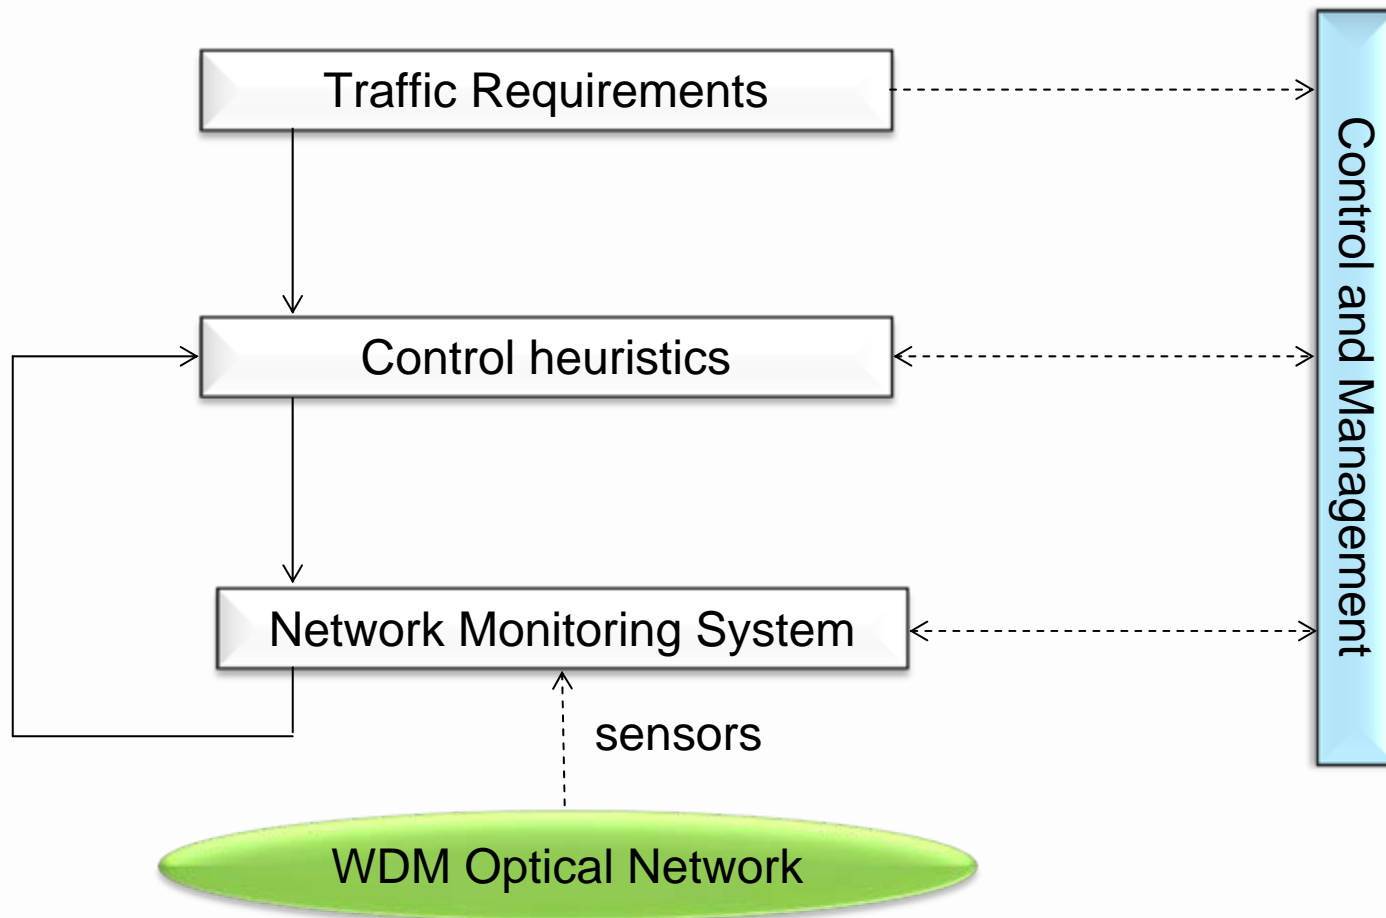 Traffic Requirements
Control heuristics
Network Monitoring System
sensors
WDM Optical Network
Control and Management